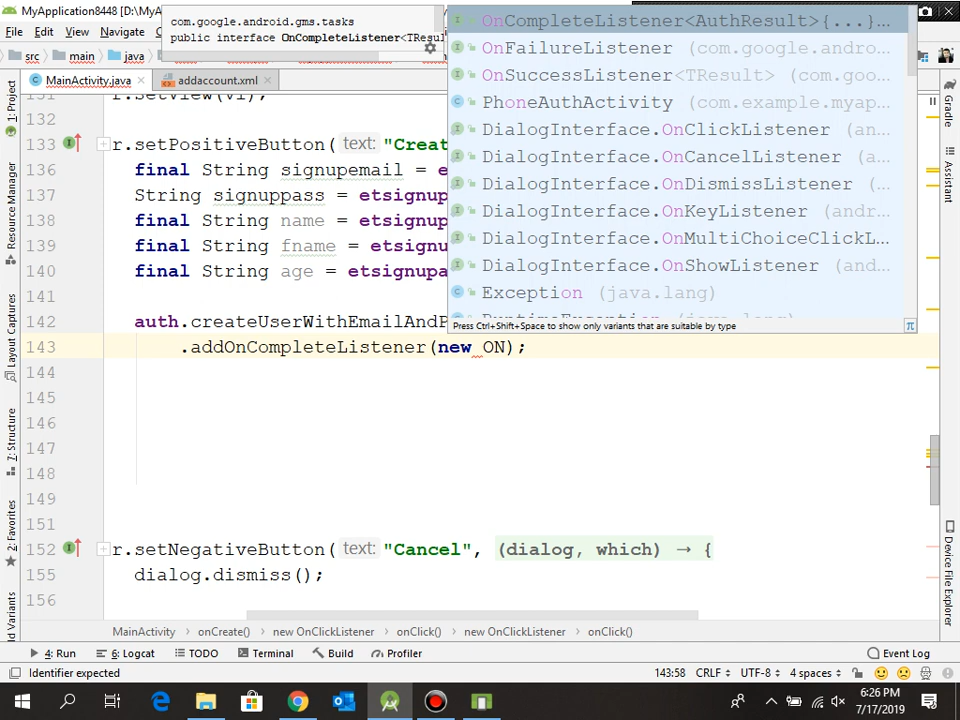 MyApplication8448 [D:\MyA
File Edit View Navigate
src main java
com.google.android.gms.tasks
public interface OnCompleteListener<TResul
MainActivity.java addaccount.xml
OnCompleteListener<AuthResult>{...}...
OnFailureListener (com.google.andro...
OnSuccessListener<TResult> (com.goo...
PhoneAuthActivity (com.example.myap...
DialogInterface.OnClickListener (an...
DialogInterface.OnCancelListener (a...
DialogInterface.OnDismissListener (...
DialogInterface.OnKeyListener (andr...
DialogInterface.OnMultiChoiceClickL...
DialogInterface.OnShowListener (and...
Exception (java.lang)
RuntimeException (java.lang)
Press Ctrl+Shift+Space to show only variants that are suitable by type
131 r.setView(v1);
132
133 r.setPositiveButton( text: "Creat
136 final String signupemail = e
137 String signuppass = etsignup
138 final String name = etsignup
139 final String fname = etsignu
140 final String age = etsignupa
141
142 auth.createUserWithEmailAndP
143 .addOnCompleteListener(new ON);
144
145
146
147
148
149
151
152 r.setNegativeButton( text: "Cancel", (dialog, which) → {
155 dialog.dismiss();
156
MainActivity › onCreate() › new OnClickListener › onClick() › new OnClickListener › onClick()
4: Run 6: Logcat TODO Terminal Build Profiler Event Log
Identifier expected 143:58 CRLF UTF-8 4 spaces
6:26 PM
7/17/2019
1: Project
Resource Manager
Layout Captures
7: Structure
2: Favorites
d Variants
Gradle
Assistant
Device File Explorer